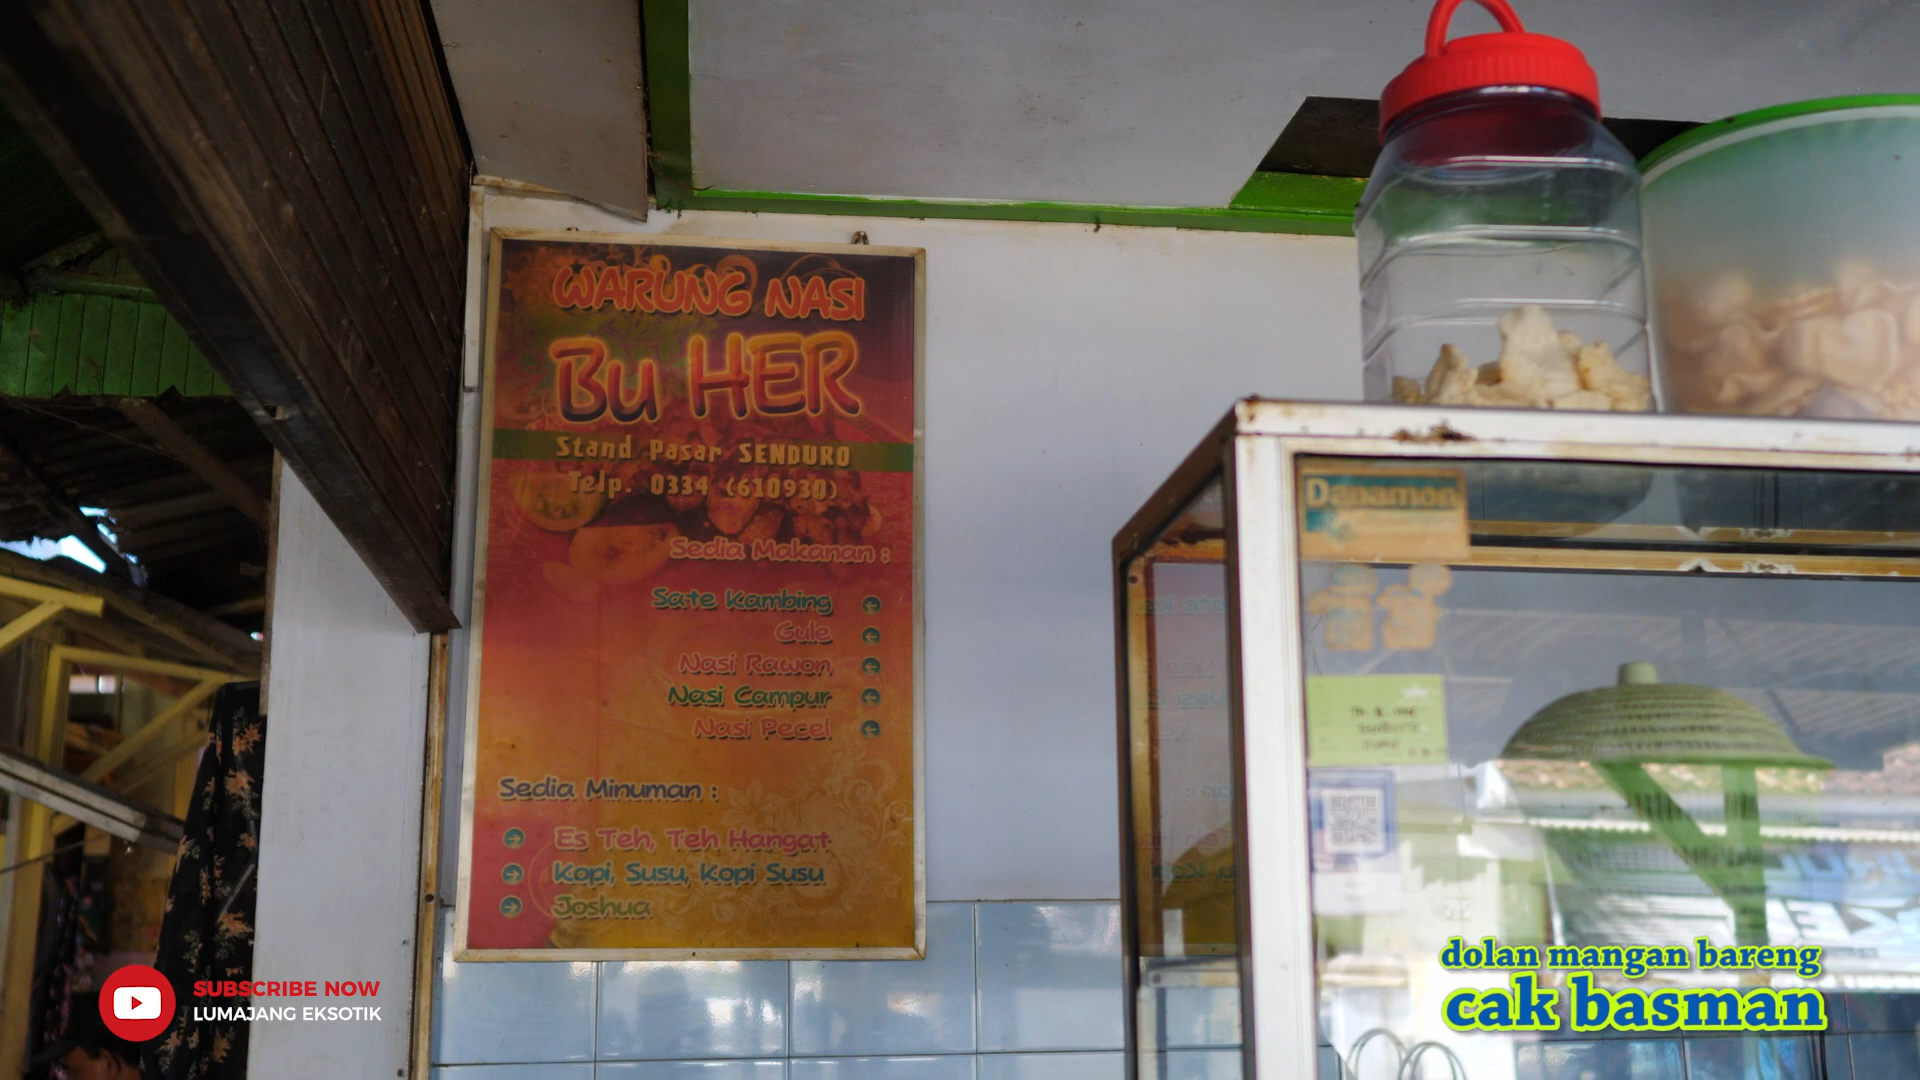 WARUNG NASI
Bu HER
Stand Pasar SENDURO
Telp. 0334 (610930)
Sedia Makanan :
Sate Kambing
Gule
Nasi Rawon
Nasi Campur
Nasi Pecel
Sedia Minuman :
Es Teh, Teh Hangat
Kopi, Susu, Kopi Susu
Joshua
Danamon
SUBSCRIBE NOW
LUMAJANG EKSOTIK
dolan mangan bareng
cak basman